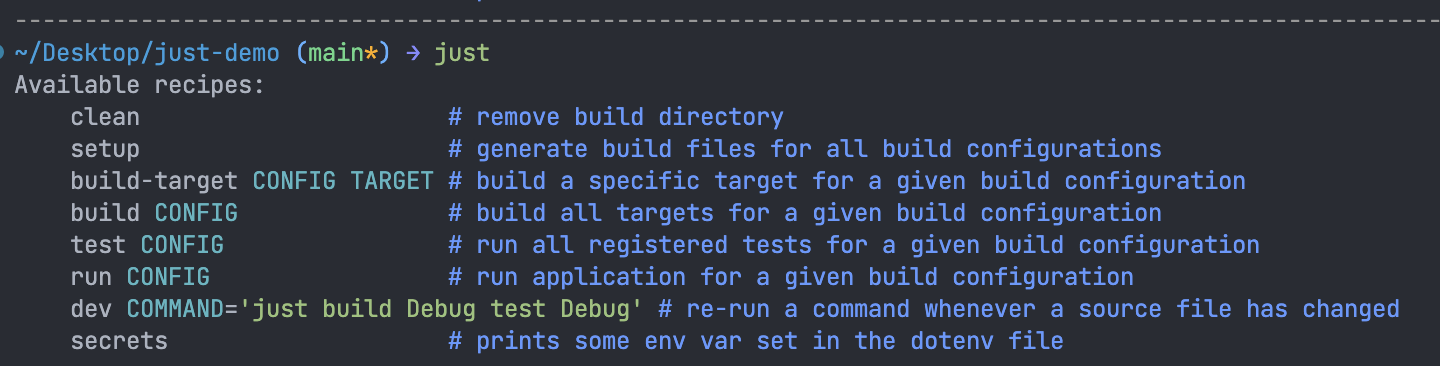 --------------------------------------------------------------------------------------------------------
~/Desktop/just-demo (main*) → just
Available recipes:
    clean                      # remove build directory
    setup                      # generate build files for all build configurations
    build-target CONFIG TARGET # build a specific target for a given build configuration
    build CONFIG               # build all targets for a given build configuration
    test CONFIG                # run all registered tests for a given build configuration
    run CONFIG                 # run application for a given build configuration
    dev COMMAND='just build Debug test Debug' # re-run a command whenever a source file has changed
    secrets                    # prints some env var set in the dotenv file